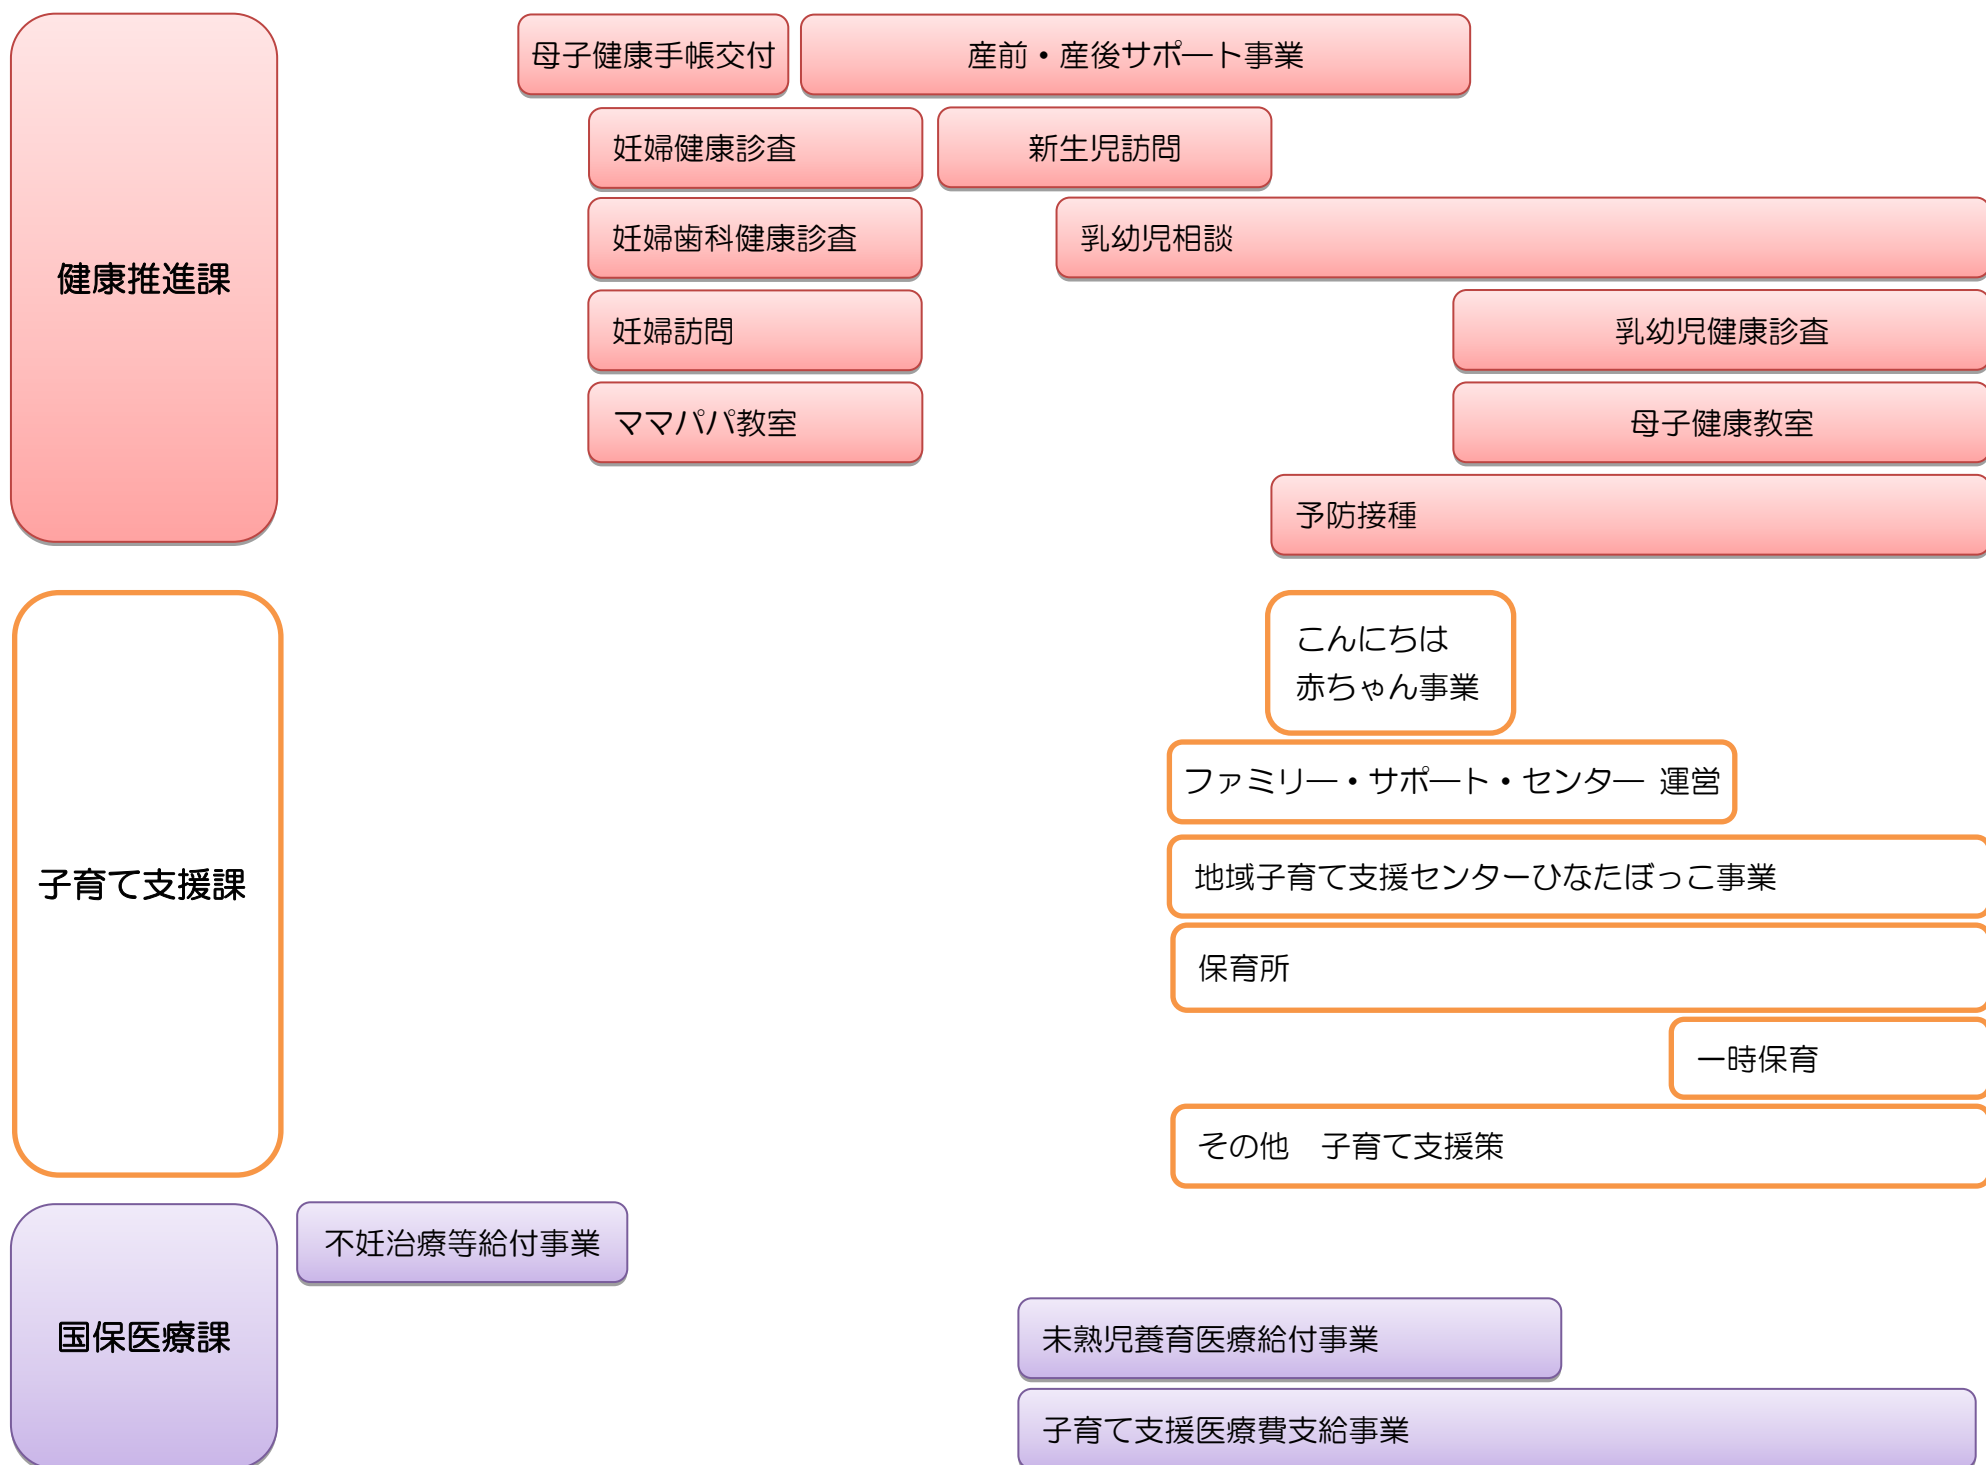 健康推進課
母子健康手帳交付
産前・産後サポート事業
妊婦健康診査
新生児訪問
妊婦歯科健康診査
乳幼児相談
妊婦訪問
乳幼児健康診査
ママパパ教室
母子健康教室
予防接種
子育て支援課
こんにちは
赤ちゃん事業
ファミリー・サポート・センター 運営
地域子育て支援センターひなたぼっこ事業
保育所
一時保育
その他　子育て支援策
国保医療課
不妊治療等給付事業
未熟児養育医療給付事業
子育て支援医療費支給事業